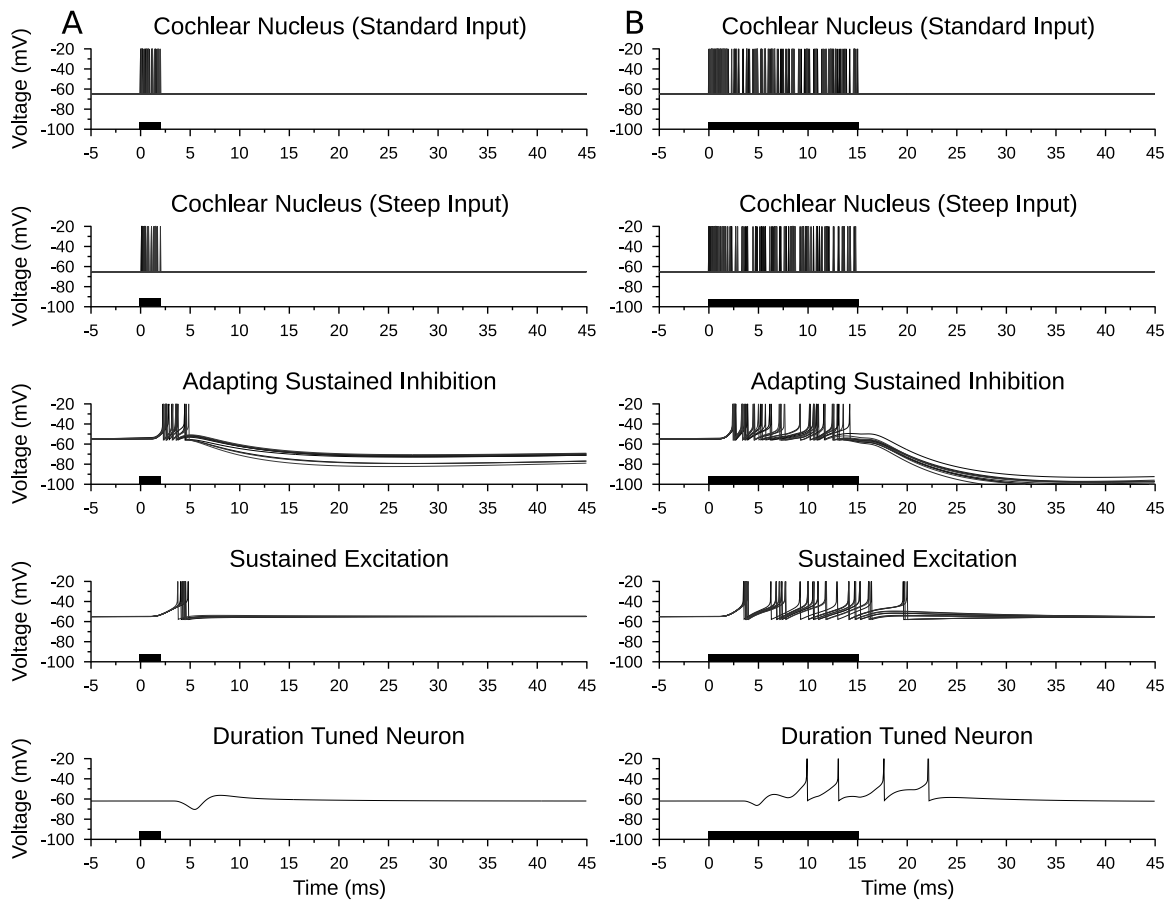 A
Cochlear Nucleus (Standard Input)
Voltage (mV)
-20
-40
-60
-80
-100
-5 0 5 10 15 20 25 30 35 40 45
Cochlear Nucleus (Steep Input)
Voltage (mV)
-20
-40
-60
-80
-100
-5 0 5 10 15 20 25 30 35 40 45
Adapting Sustained Inhibition
Voltage (mV)
-20
-40
-60
-80
-100
-5 0 5 10 15 20 25 30 35 40 45
Sustained Excitation
Voltage (mV)
-20
-40
-60
-80
-100
-5 0 5 10 15 20 25 30 35 40 45
Duration Tuned Neuron
Voltage (mV)
-20
-40
-60
-80
-100
-5 0 5 10 15 20 25 30 35 40 45
Time (ms)
B
Cochlear Nucleus (Standard Input)
-20
-40
-60
-80
-100
-5 0 5 10 15 20 25 30 35 40 45
Cochlear Nucleus (Steep Input)
-20
-40
-60
-80
-100
-5 0 5 10 15 20 25 30 35 40 45
Adapting Sustained Inhibition
-20
-40
-60
-80
-100
-5 0 5 10 15 20 25 30 35 40 45
Sustained Excitation
-20
-40
-60
-80
-100
-5 0 5 10 15 20 25 30 35 40 45
Duration Tuned Neuron
-20
-40
-60
-80
-100
-5 0 5 10 15 20 25 30 35 40 45
Time (ms)